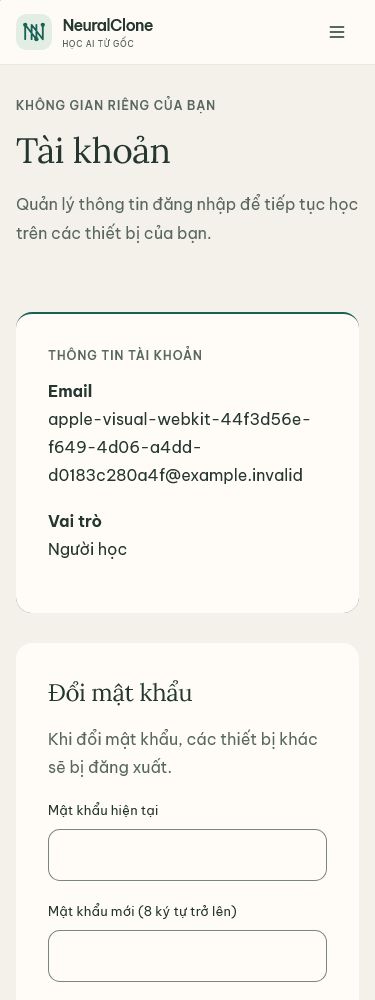 NeuralClone
HỌC AI TỪ GỐC
KHÔNG GIAN RIÊNG CỦA BẠN
Tài khoản
Quản lý thông tin đăng nhập để tiếp tục học
trên các thiết bị của bạn.
THÔNG TIN TÀI KHOẢN
Email
apple-visual-webkit-44f3d56e-
f649-4d06-a4dd-
d0183c280a4f@example.invalid
Vai trò
Người học
Đổi mật khẩu
Khi đổi mật khẩu, các thiết bị khác
sẽ bị đăng xuất.
Mật khẩu hiện tại
Mật khẩu mới (8 ký tự trở lên)